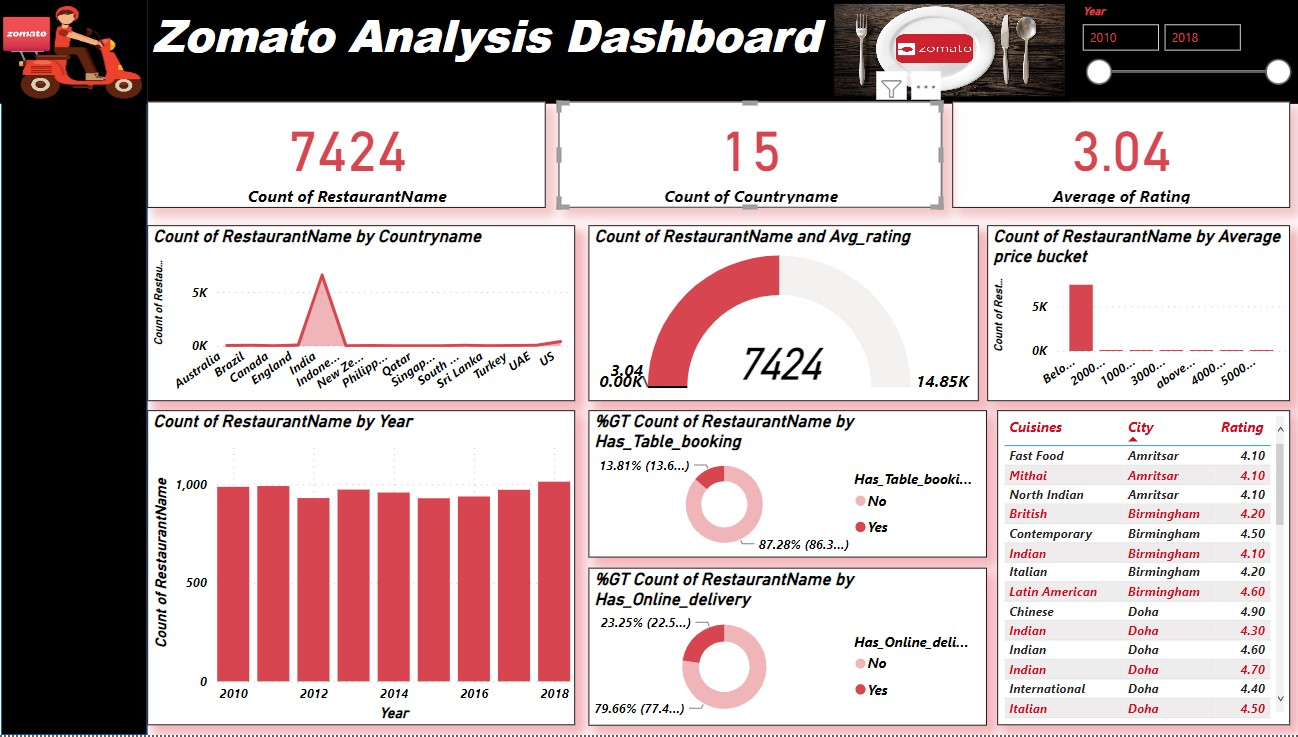 zomato
Zomato Analysis Dashboard
zomato
Year
2010
2018
7424
Count of RestaurantName
15
Count of Countryname
3.04
Average of Rating
Count of RestaurantName by Countryname
Count of Restau...
5K
0K
Australia
Brazil
Canada
England
India
Indone...
New Ze...
Philipp...
Qatar
Singap...
South ...
Sri Lanka
Turkey
UAE
US
Count of RestaurantName and Avg_rating
3.04
0.00K
7424
14.85K
Count of RestaurantName by Average
price bucket
Count of Rest...
5K
0K
Belo...
2000...
1000...
3000...
above...
4000...
5000...
Count of RestaurantName by Year
Count of RestaurantName
1,000
500
0
2010
2012
2014
2016
2018
Year
%GT Count of RestaurantName by
Has_Table_booking
13.81% (13.6...)
87.28% (86.3...)
Has_Table_booki...
No
Yes
%GT Count of RestaurantName by
Has_Online_delivery
23.25% (22.5...)
79.66% (77.4...)
Has_Online_deli...
No
Yes
Cuisines City Rating
Fast Food Amritsar 4.10
Mithai Amritsar 4.10
North Indian Amritsar 4.10
British Birmingham 4.20
Contemporary Birmingham 4.50
Indian Birmingham 4.10
Italian Birmingham 4.20
Latin American Birmingham 4.60
Chinese Doha 4.90
Indian Doha 4.30
Indian Doha 4.60
Indian Doha 4.70
International Doha 4.40
Italian Doha 4.50